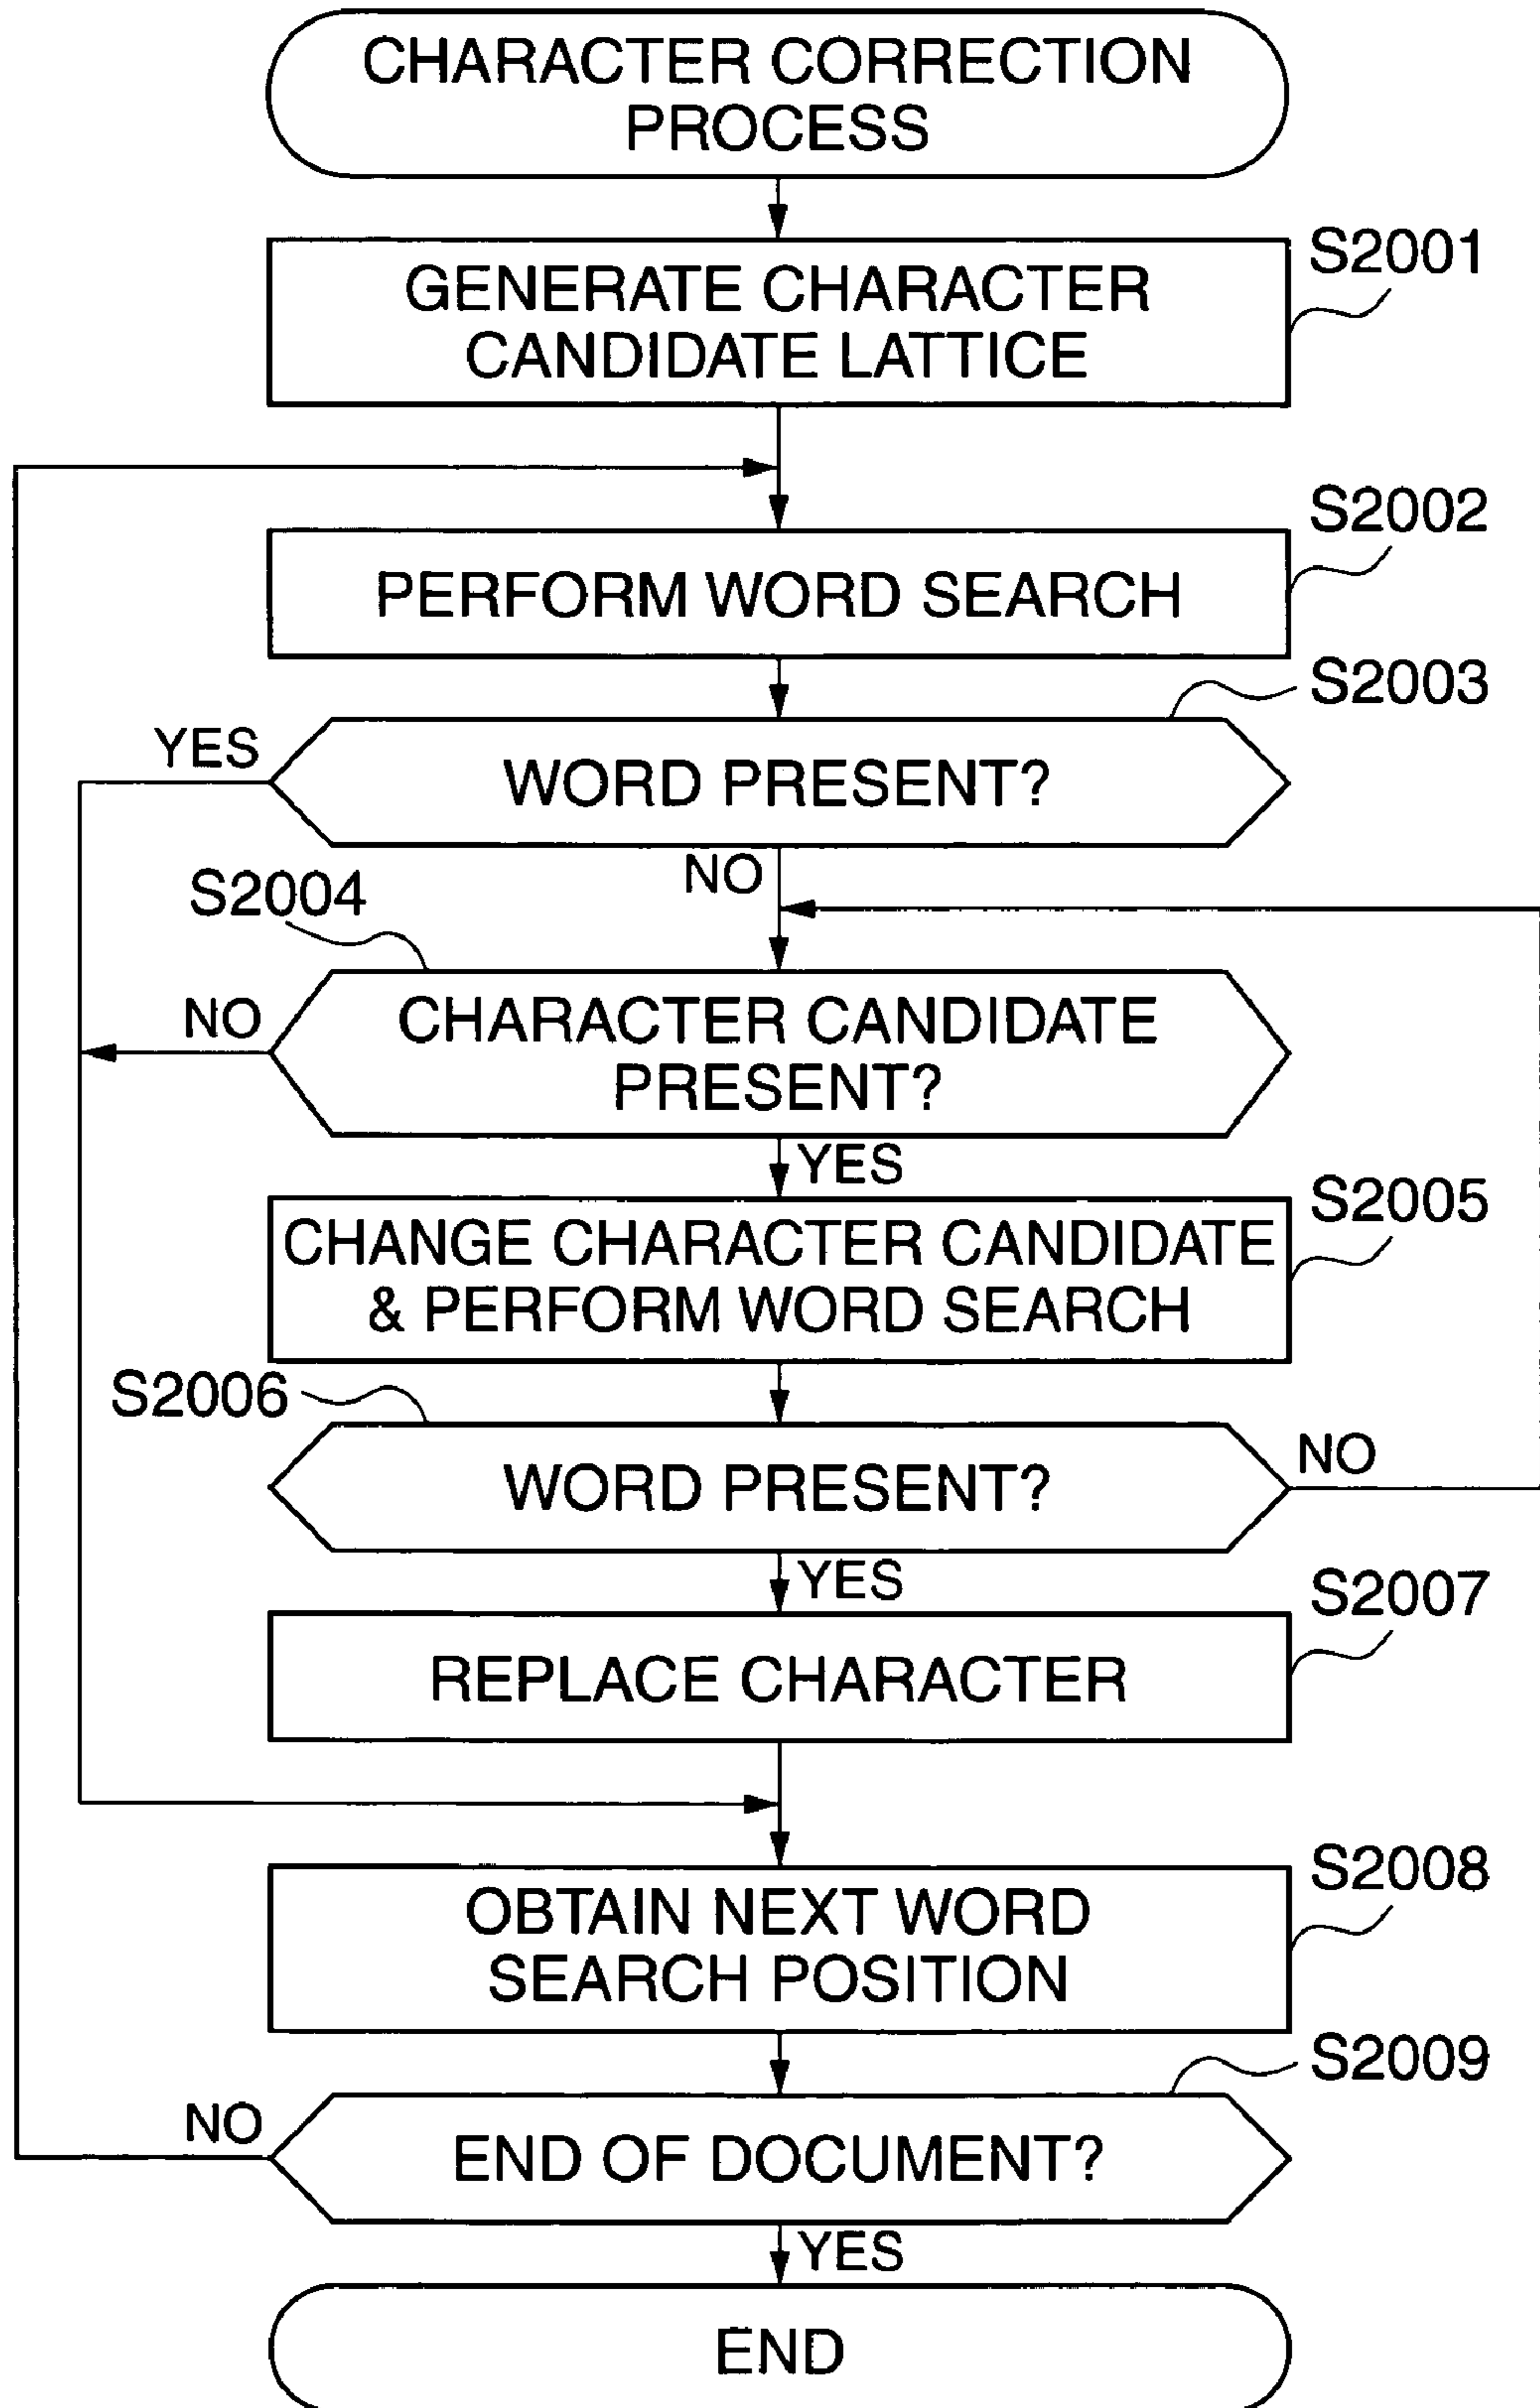 CHARACTER CORRECTION
PROCESS
S2001
GENERATE CHARACTER
CANDIDATE LATTICE
S2002
PERFORM WORD SEARCH
S2003
YES
WORD PRESENT?
NO
S2004
NO
CHARACTER CANDIDATE
PRESENT?
YES
S2005
CHANGE CHARACTER CANDIDATE
& PERFORM WORD SEARCH
S2006
NO
WORD PRESENT?
YES
S2007
REPLACE CHARACTER
S2008
OBTAIN NEXT WORD
SEARCH POSITION
S2009
NO
END OF DOCUMENT?
YES
END